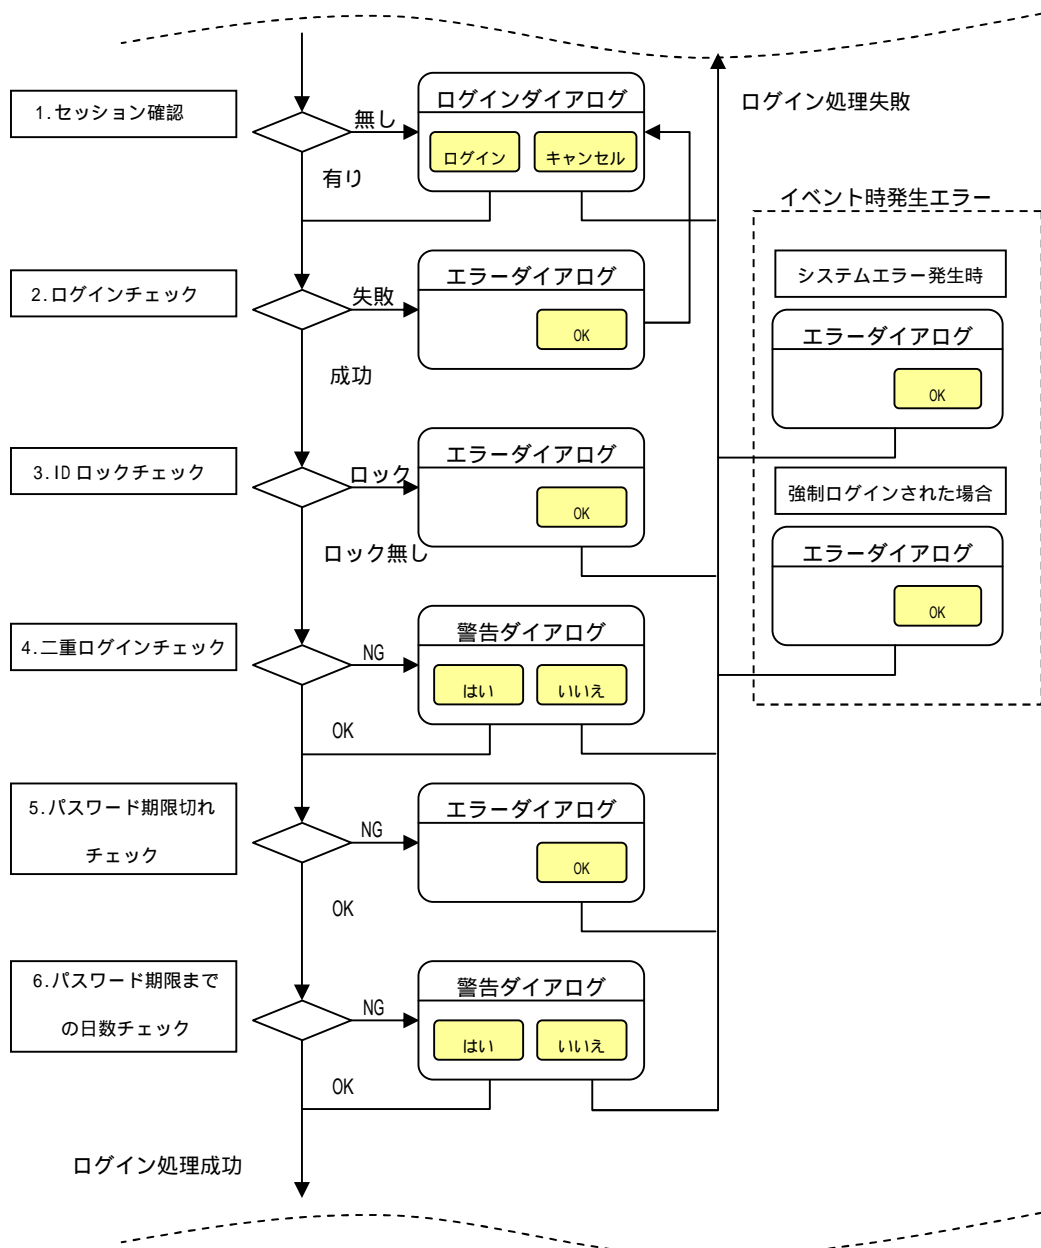 ログイン処理失敗
1.セッション確認
無し
有り
ログインダイアログ
ログイン
キャンセル
イベント時発生エラー
2.ログインチェック
失敗
成功
エラーダイアログ
OK
システムエラー発生時
エラーダイアログ
OK
3.IDロックチェック
ロック
ロック無し
エラーダイアログ
OK
強制ログインされた場合
エラーダイアログ
OK
4.二重ログインチェック
NG
OK
警告ダイアログ
はい
いいえ
5.パスワード期限切れ
チェック
NG
OK
エラーダイアログ
OK
6.パスワード期限まで
の日数チェック
NG
OK
警告ダイアログ
はい
いいえ
ログイン処理成功